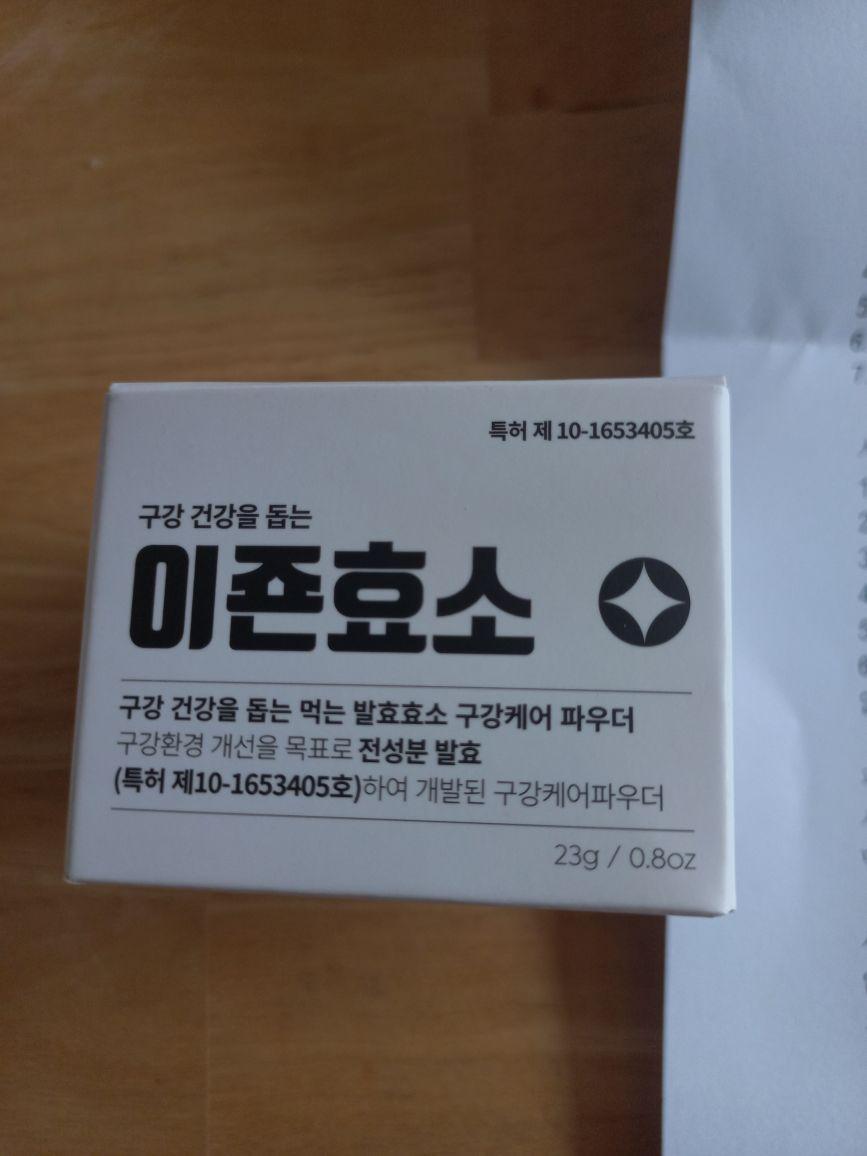 특허 제 10-1653405호
구강 건강을 돕는
이죤효소
구강 건강을 돕는 먹는 발효효소 구강케어 파우더
구강환경 개선을 목표로 전성분 발효
(특허 제10-1653405호)하여 개발된 구강케어파우더
23g / 0.8oz